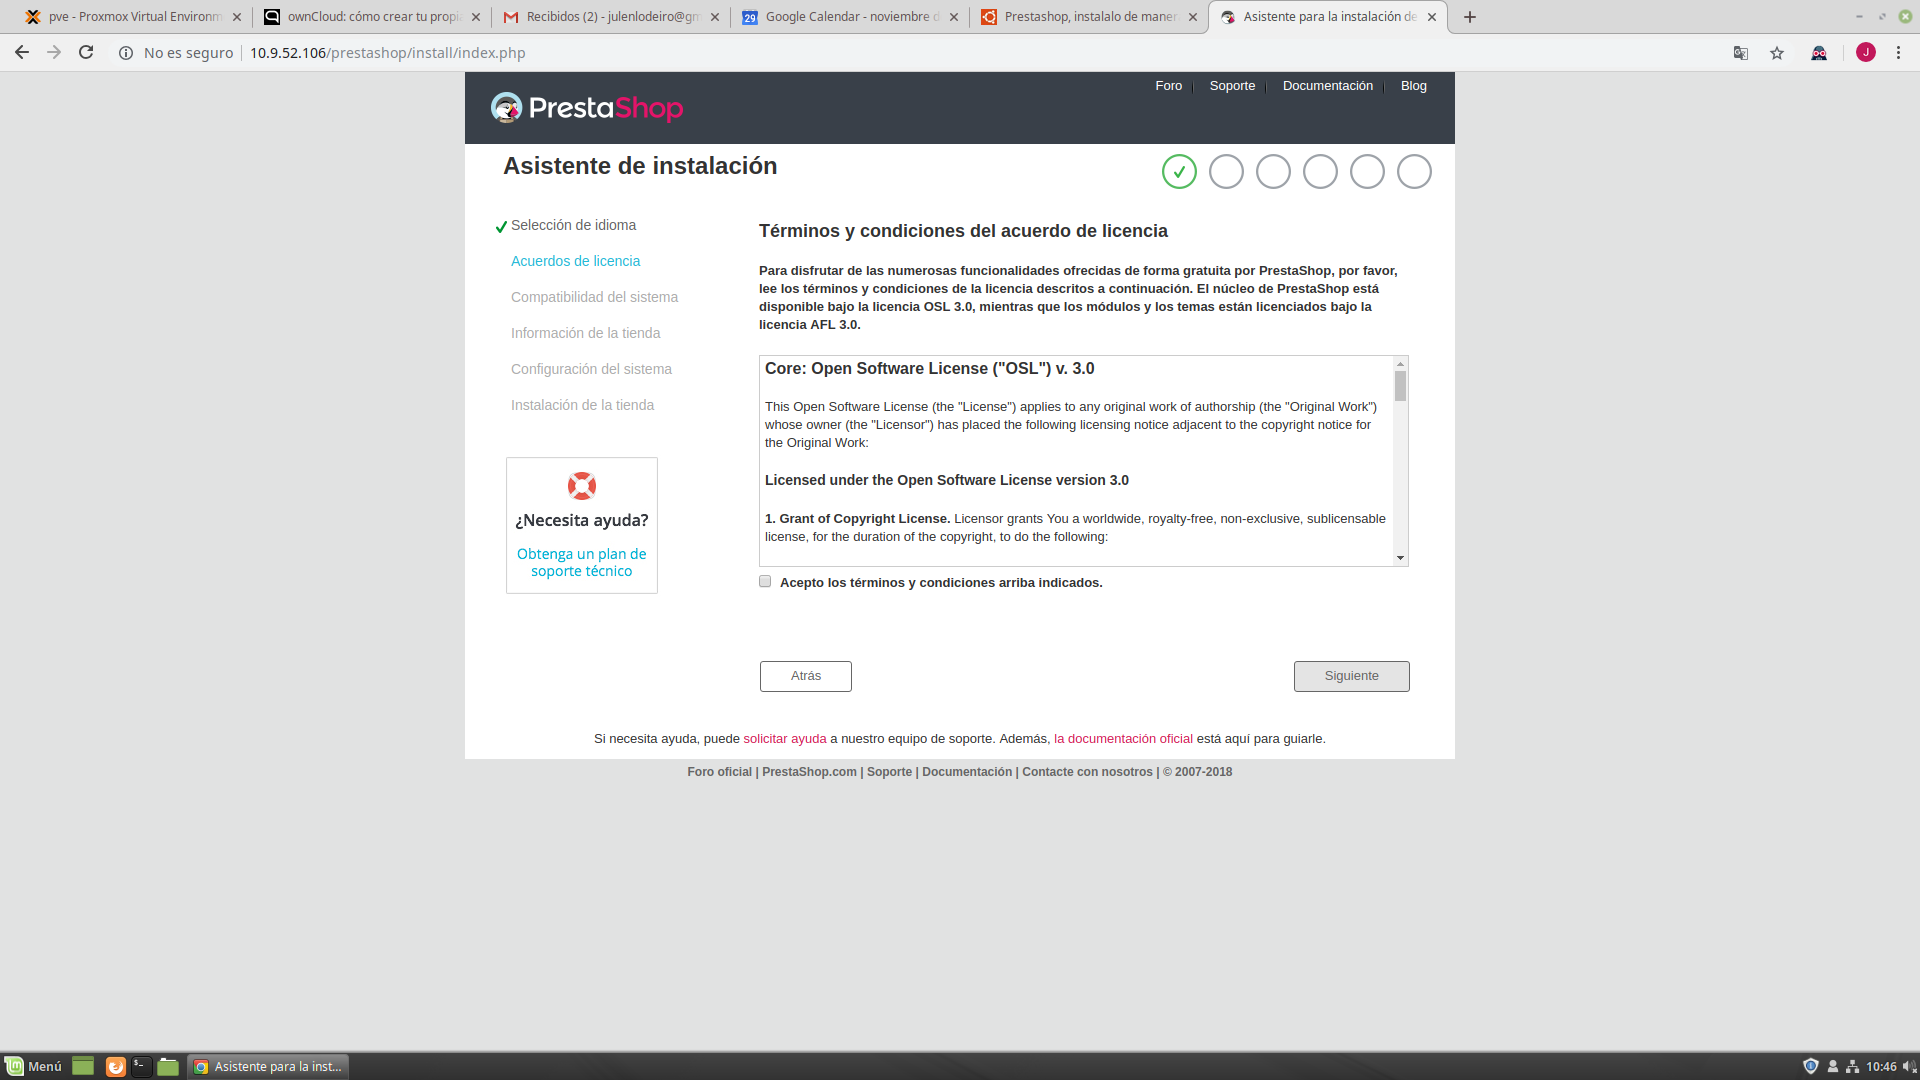 pve - Proxmox Virtual Environm
ownCloud: cómo crear tu propi
Recibidos (2) - julenlodeiro@gm
Google Calendar - noviembre d
Prestashop, instalalo de maner
Asistente para la instalación de
No es seguro
10.9.52.106/prestashop/install/index.php
J
Foro
Soporte
Documentación
Blog
PrestaShop
Asistente de instalación
Selección de idioma
Acuerdos de licencia
Compatibilidad del sistema
Información de la tienda
Configuración del sistema
Instalación de la tienda
¿Necesita ayuda?
Obtenga un plan de
soporte técnico
Términos y condiciones del acuerdo de licencia
Para disfrutar de las numerosas funcionalidades ofrecidas de forma gratuita por PrestaShop, por favor,
lee los términos y condiciones de la licencia descritos a continuación. El núcleo de PrestaShop está
disponible bajo la licencia OSL 3.0, mientras que los módulos y los temas están licenciados bajo la
licencia AFL 3.0.
Core: Open Software License ("OSL") v. 3.0
This Open Software License (the "License") applies to any original work of authorship (the "Original Work")
whose owner (the "Licensor") has placed the following licensing notice adjacent to the copyright notice for
the Original Work:
Licensed under the Open Software License version 3.0
1. Grant of Copyright License. Licensor grants You a worldwide, royalty-free, non-exclusive, sublicensable
license, for the duration of the copyright, to do the following:
Acepto los términos y condiciones arriba indicados.
Atrás
Siguiente
Si necesita ayuda, puede solicitar ayuda a nuestro equipo de soporte. Además, la documentación oficial está aquí para guiarle.
Foro oficial | PrestaShop.com | Soporte | Documentación | Contacte con nosotros | © 2007-2018
Menú
Asistente para la inst...
10:46